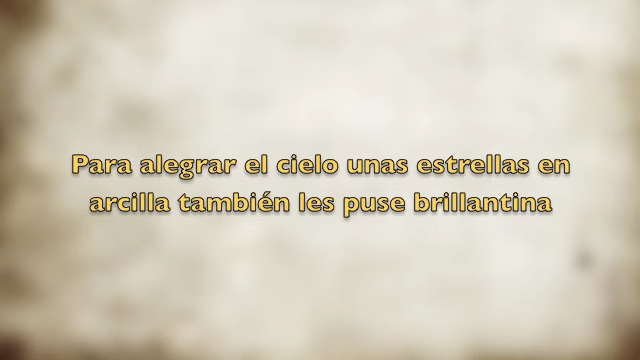 Para alegrar el cielo unas estrellas en
arcilla también les puse brillantina